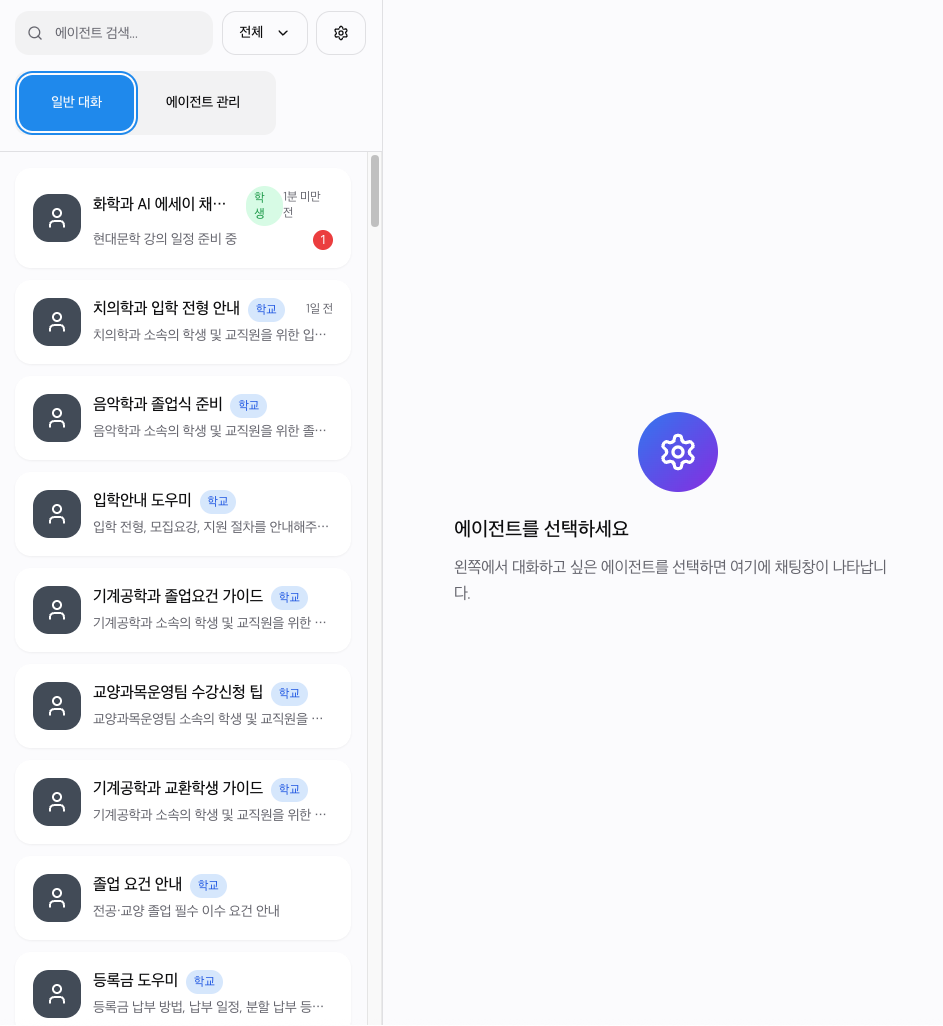 에이전트 검색...
전체
일반 대화
에이전트 관리
화학과 AI 에세이 채…
학생
1분 미만 전
현대문학 강의 일정 준비 중
1
치의학과 입학 전형 안내
학교
1일 전
치의학과 소속의 학생 및 교직원을 위한 입…
음악학과 졸업식 준비
학교
음악학과 소속의 학생 및 교직원을 위한 졸…
입학안내 도우미
학교
입학 전형, 모집요강, 지원 절차를 안내해주…
기계공학과 졸업요건 가이드
학교
기계공학과 소속의 학생 및 교직원을 위한 …
교양과목운영팀 수강신청 팁
학교
교양과목운영팀 소속의 학생 및 교직원을 …
기계공학과 교환학생 가이드
학교
기계공학과 소속의 학생 및 교직원을 위한 …
졸업 요건 안내
학교
전공·교양 졸업 필수 이수 요건 안내
등록금 도우미
학교
등록금 납부 방법, 납부 일정, 분할 납부 등…
에이전트를 선택하세요
왼쪽에서 대화하고 싶은 에이전트를 선택하면 여기에 채팅창이 나타납니
다.